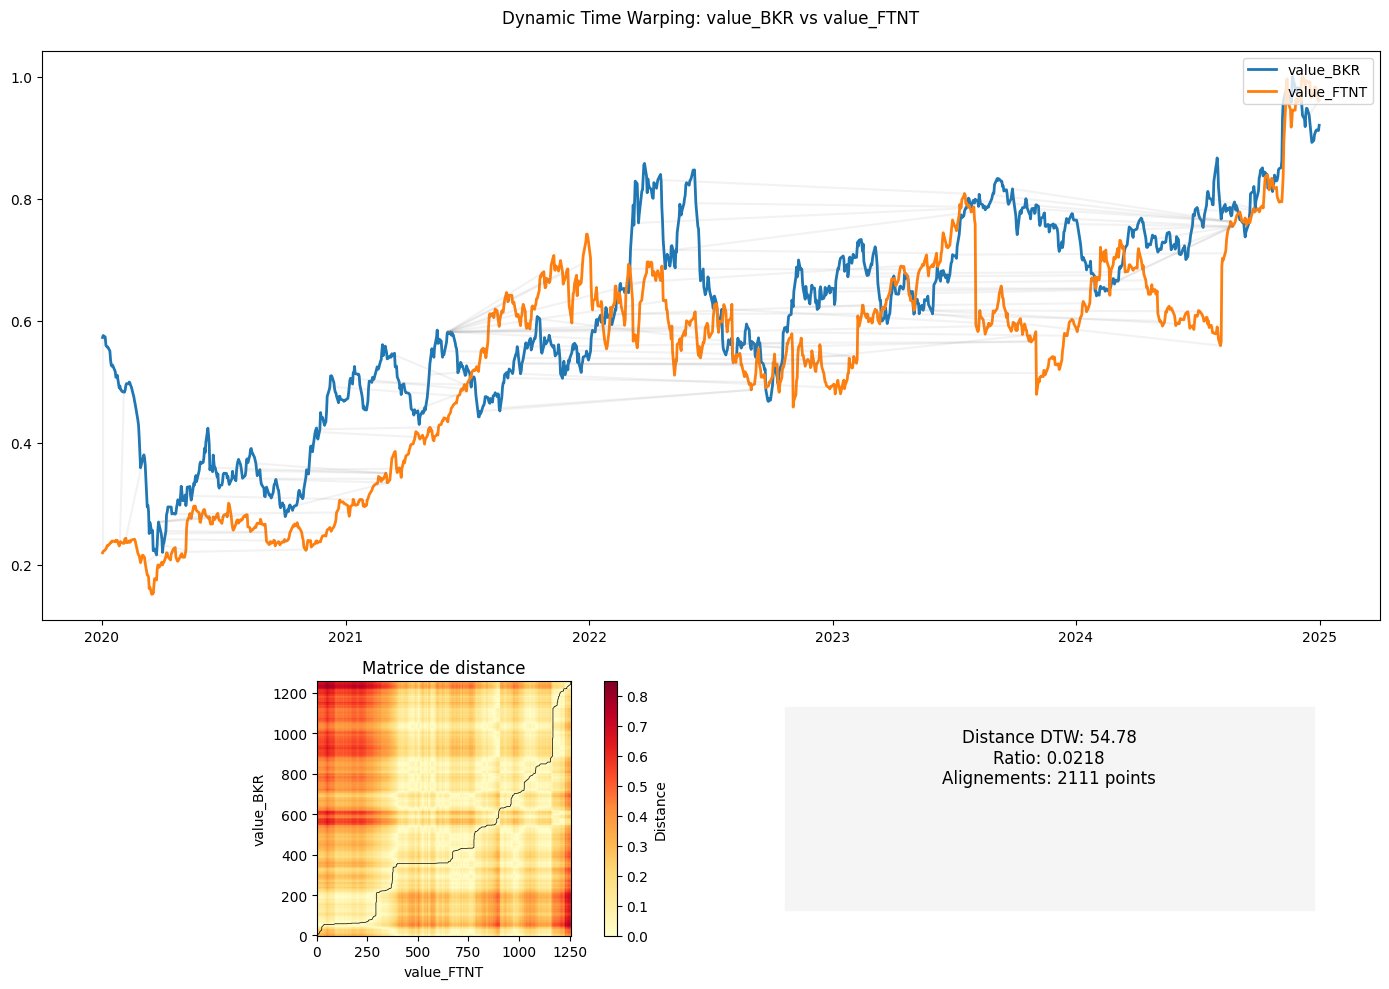 Dynamic Time Warping: value_BKR vs value_FTNT
value_BKR
value_FTNT
1.0
0.8
0.6
0.4
0.2
2020 2021 2022 2023 2024 2025
Matrice de distance
value_BKR
1200
1000
800
600
400
200
0
0 250 500 750 1000 1250
value_FTNT
0.8
0.7
0.6
0.5
0.4
0.3
0.2
0.1
0.0
Distance
Distance DTW: 54.78
Ratio: 0.0218
Alignements: 2111 points